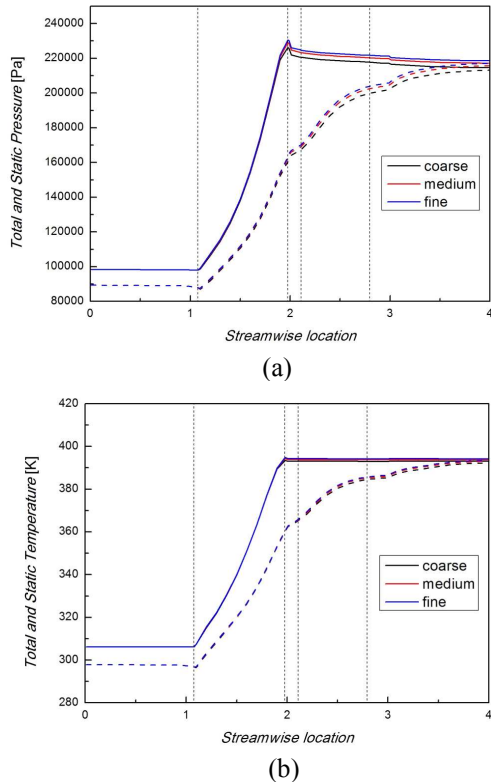 Total and Static Pressure [Pa]
240000
220000
200000
180000
160000
140000
120000
100000
80000
coarse
medium
fine
0 1 2 3 4
Streamwise location
(a)
Total and Static Temperature [K]
420
400
380
360
340
320
300
280
coarse
medium
fine
0 1 2 3 4
Streamwise location
(b)